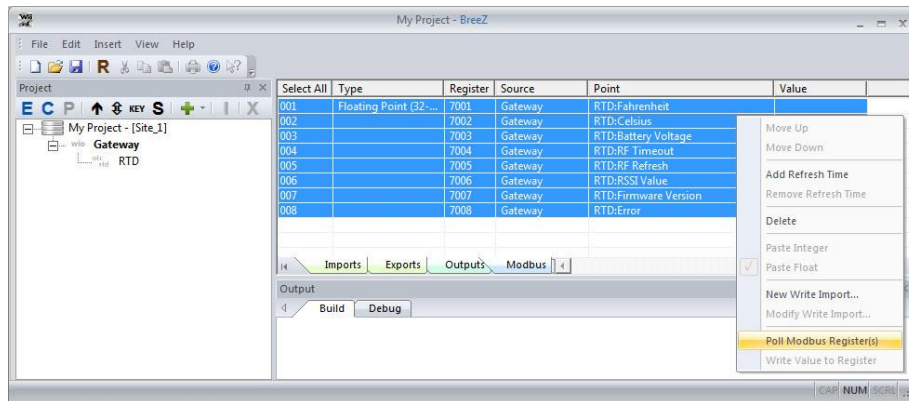 My Project - BreeZ
File Edit Insert View Help
R
Project
E C P KEY S X
Select All Type Register Source Point Value
My Project - [Site_1]
Gateway
RTD
001 Floating Point (32-... 7001 Gateway RTD:Fahrenheit
002 7002 Gateway RTD:Celsius
003 7003 Gateway RTD:Battery Voltage
004 7004 Gateway RTD:RF Timeout
005 7005 Gateway RTD:RF Refresh
006 7006 Gateway RTD:RSSI Value
007 7007 Gateway RTD:Firmware Version
008 7008 Gateway RTD:Error
Move Up
Move Down
Add Refresh Time
Remove Refresh Time
Delete
Paste Integer
Paste Float
New Write Import...
Modify Write Import...
Poll Modbus Register(s)
Write Value to Register
Imports Exports Outputs Modbus
Output
Build Debug
CAP NUM SCRL